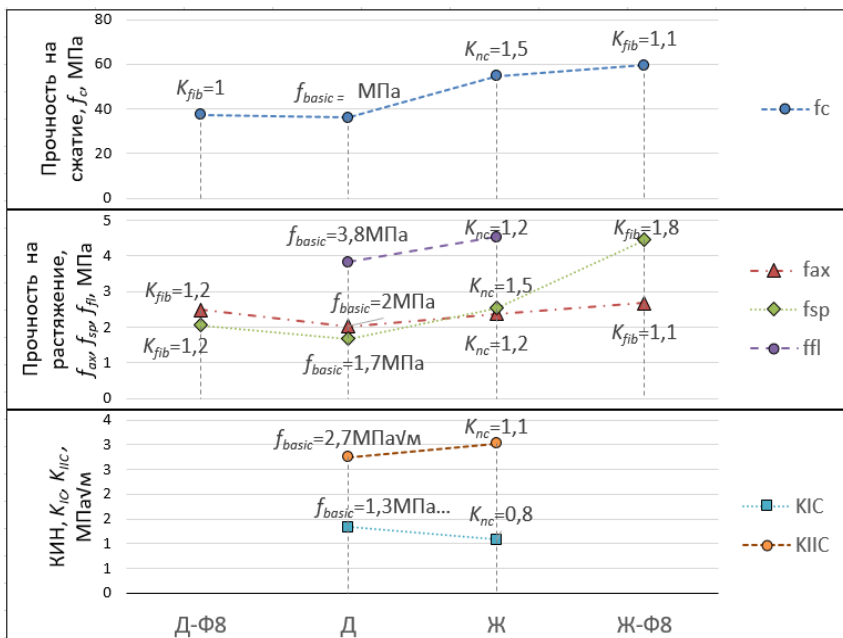 Прочность на
сжатие, fc, МПа
80
60
40
20
0
Kfib=1
fbasic = МПа
Knc=1,5
Kfib=1,1
fc
Прочность на
растяжение,
fax, fsp, ffl, МПа
5
4
3
2
1
0
Kfib=1,2
Kfib=1,2
fbasic=3,8МПа
fbasic=2МПа
fbasic=1,7МПа
Knc=1,2
Knc=1,5
Knc=1,2
Kfib=1,8
Kfib=1,1
fax
fsp
ffl
КИН, KIC, KIIC,
МПа√м
4
3
3
2
2
1
1
0
fbasic=2,7МПа√м
Knc=1,1
fbasic=1,3МПа...
Knc=0,8
KIC
KIIC
Д-Ф8
Д
Ж
Ж-Ф8